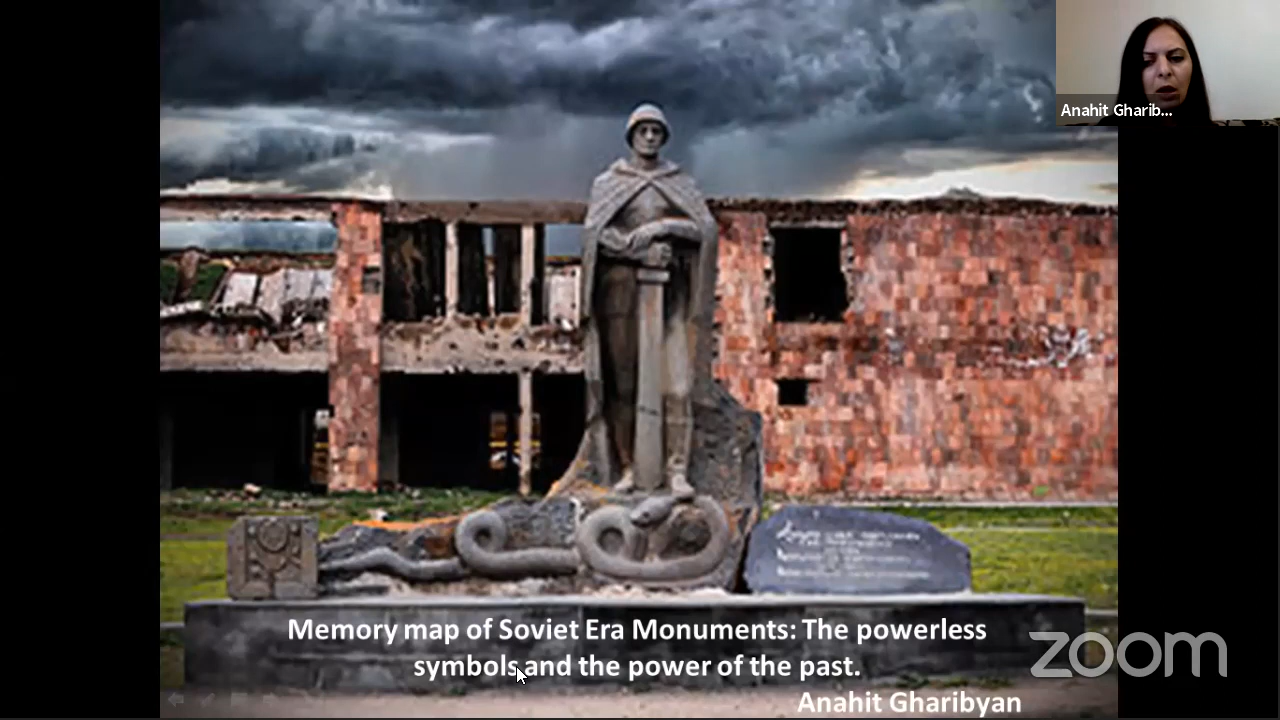 Anahit Gharib...
Memory map of Soviet Era Monuments: The powerless
symbols and the power of the past.
zoom
Anahit Gharibyan